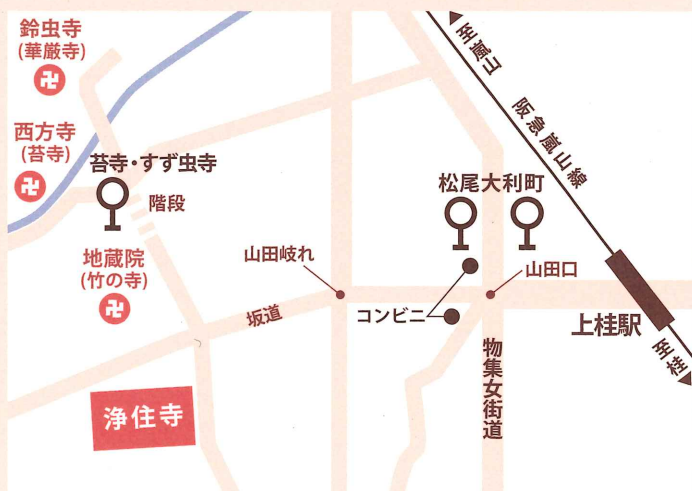 鈴虫寺
(華厳寺)
至嵐山
阪急嵐山線
西方寺
(苔寺)
苔寺・すず虫寺
階段
松尾大利町
地蔵院
(竹の寺)
山田岐れ
山田口
坂道
コンビニ
上桂駅
至桂
物集女街道
浄住寺